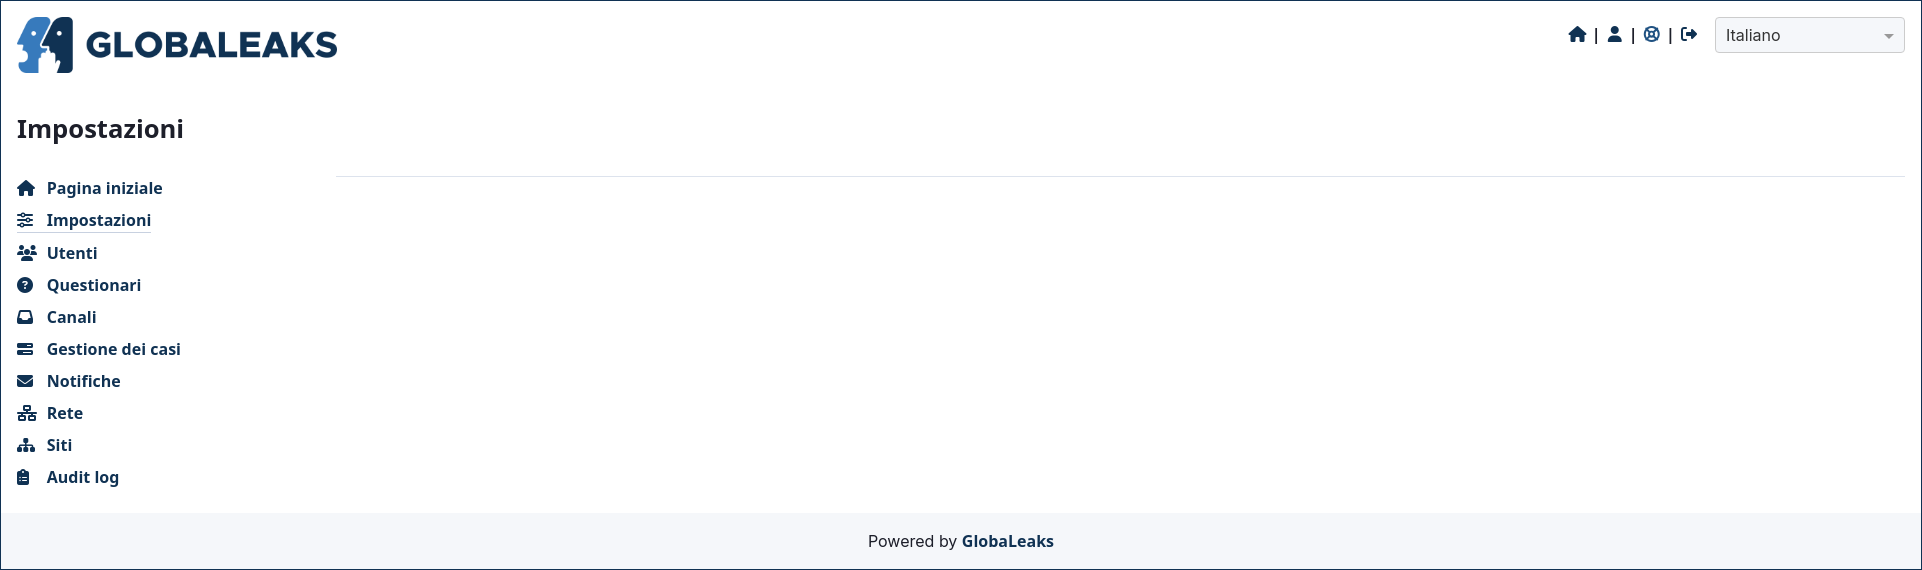 GLOBALEAKS
| | | Italiano
Impostazioni
Pagina iniziale
Impostazioni
Utenti
Questionari
Canali
Gestione dei casi
Notifiche
Rete
Siti
Audit log
Powered by GlobaLeaks